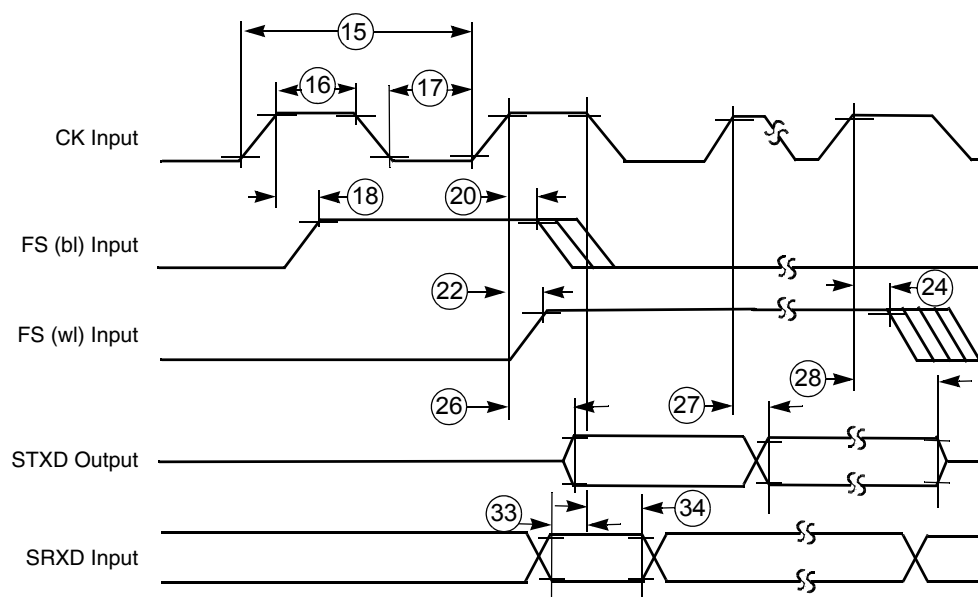 15
16
17
CK Input
18
20
FS (bl) Input
22
24
FS (wl) Input
26
27
28
STXD Output
33
34
SRXD Input